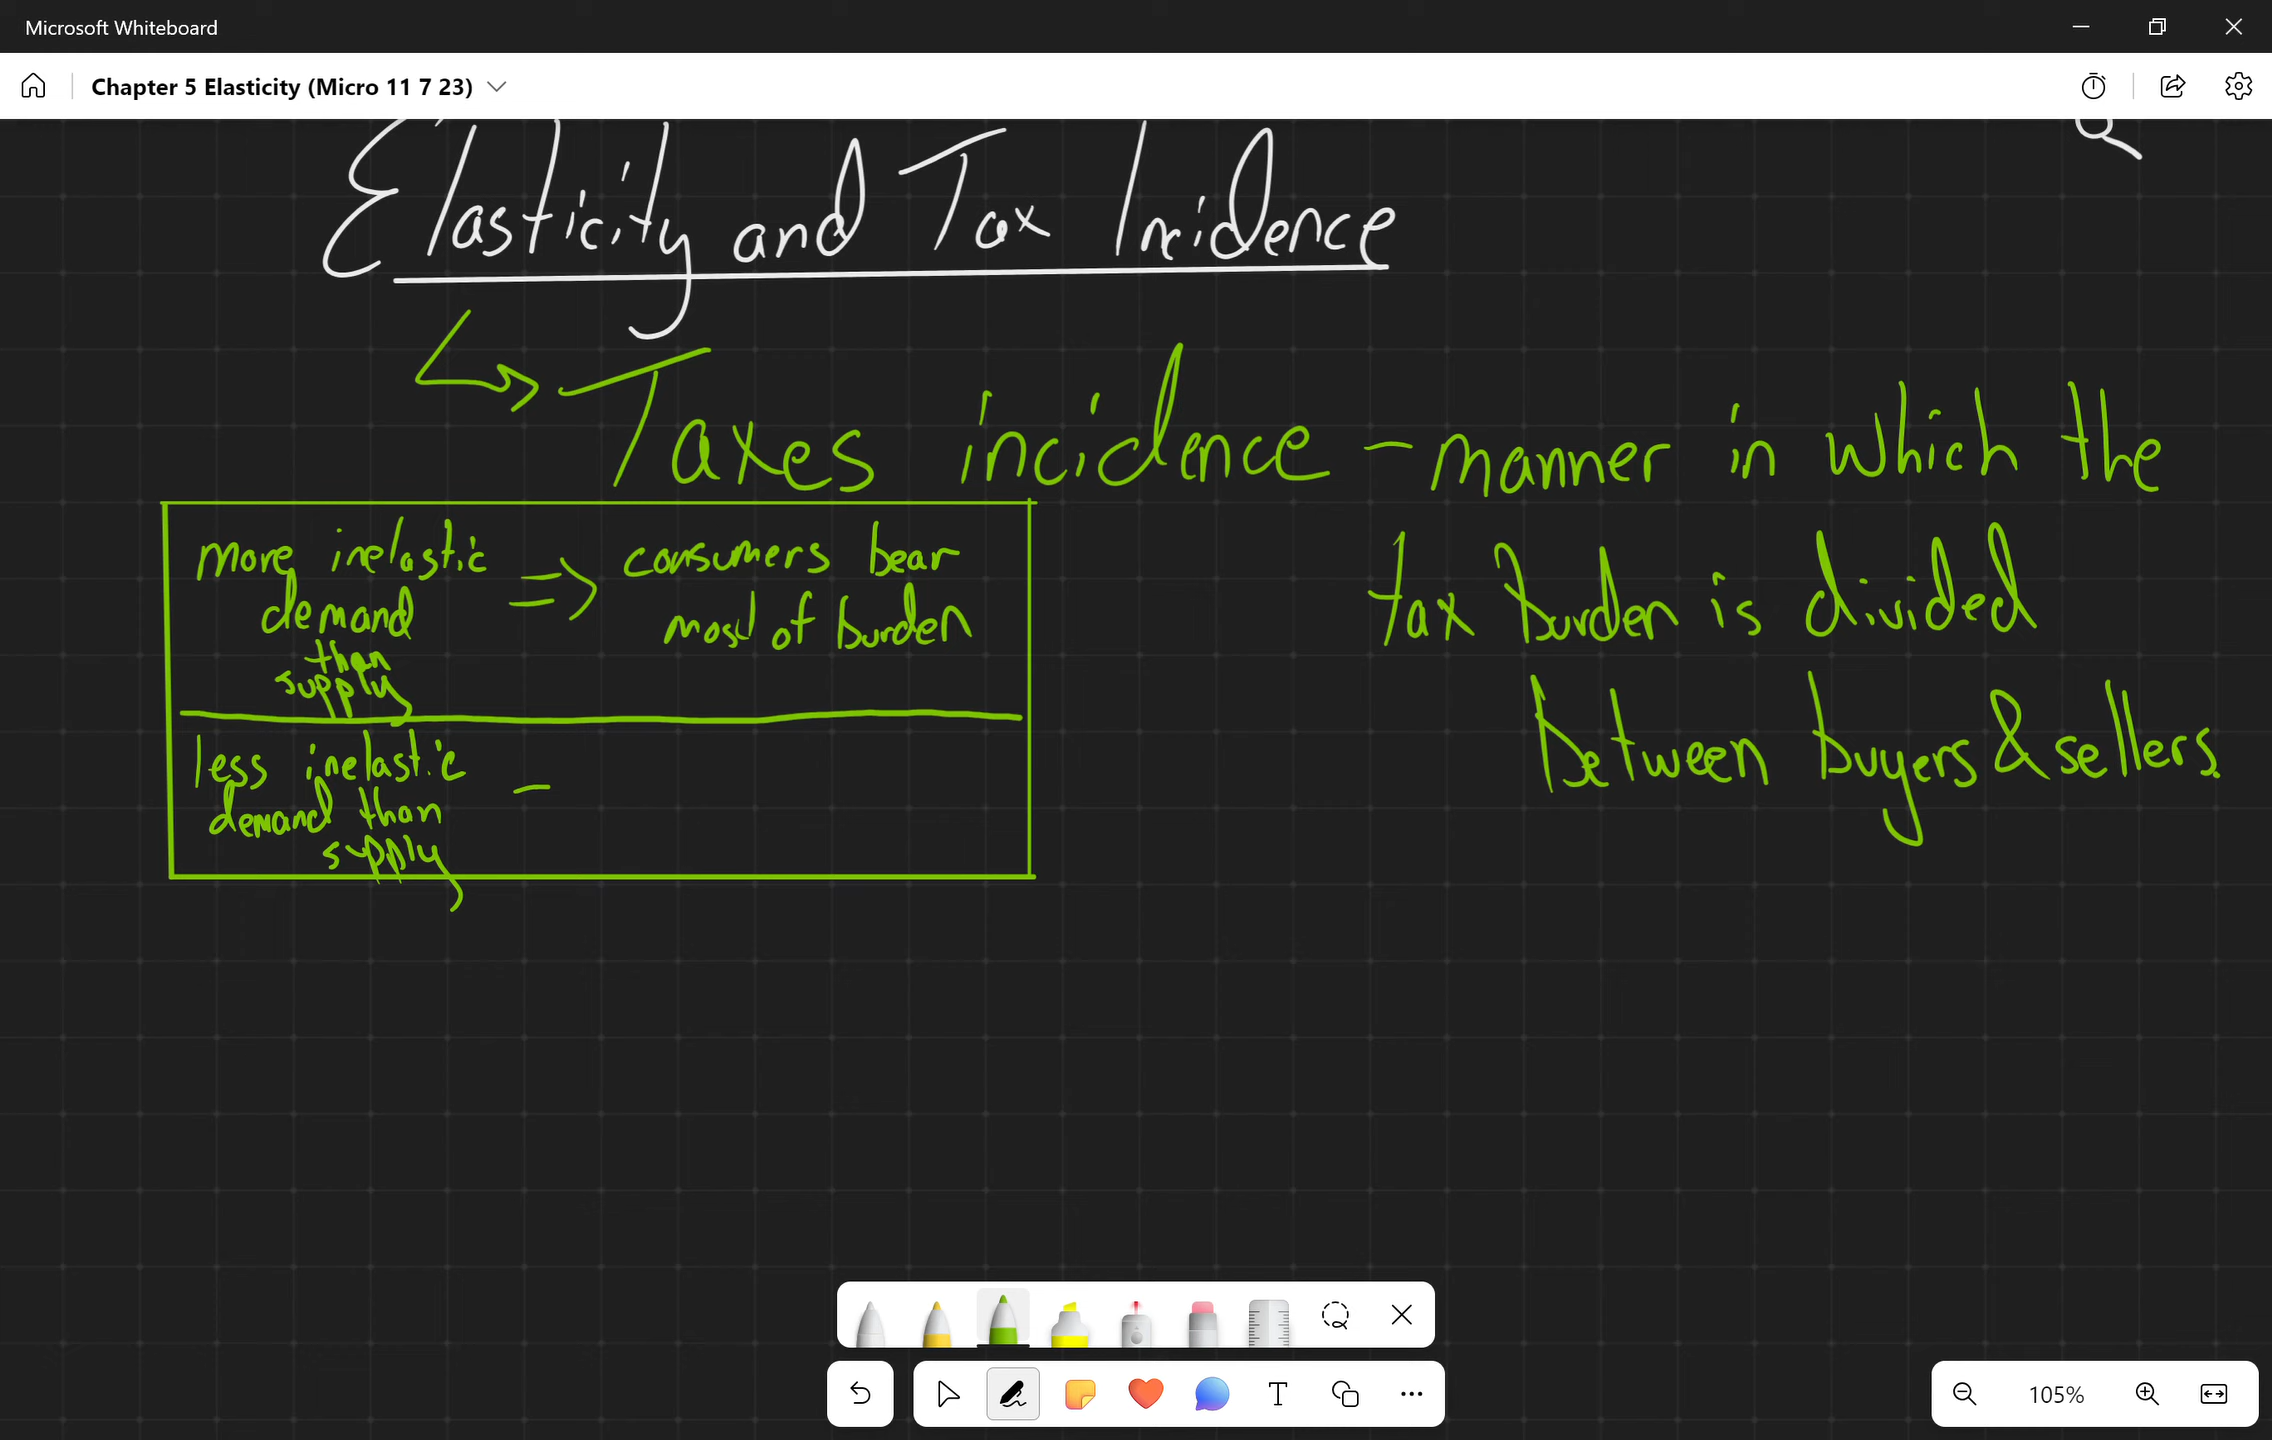 Microsoft Whiteboard
Chapter 5 Elasticity (Micro 11 7 23)
Elasticity and Tax Incidence
Taxes incidence - manner in which the
tax burden is divided
between buyers & sellers.
more inelastic => consumers bear
demand most of burden
than
supply
less inelastic -
demand than
supply
105%